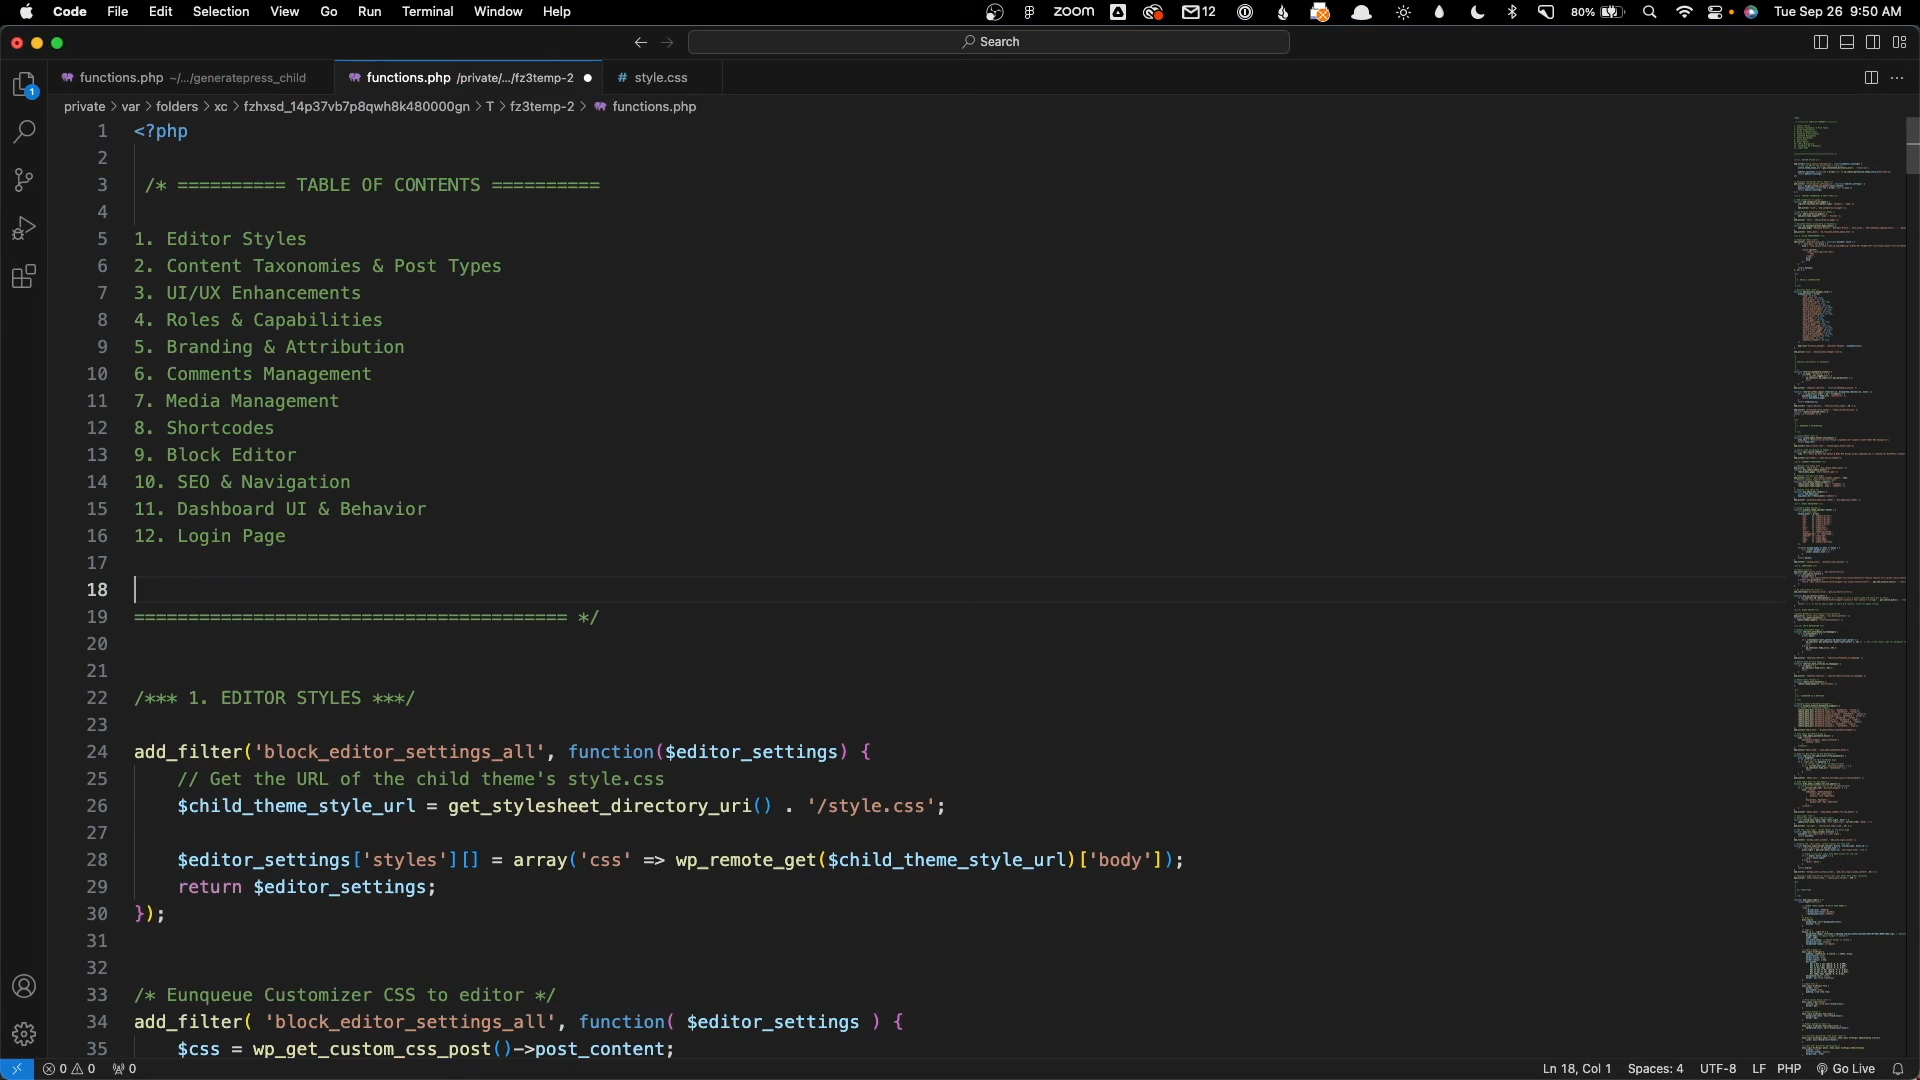 Code File Edit Selection View Go Run Terminal Window Help zoom 12 80% Tue Sep 26 9:50 AM
Search
functions.php ~/.../generatepress_child functions.php /private/.../fz3temp-2 # style.css
1
private > var > folders > xc > fzhxsd_14p37vb7p8qwh8k480000gn > T > fz3temp-2 > functions.php
1 <?php
2
3 /* ========== TABLE OF CONTENTS ==========
4
5 1. Editor Styles
6 2. Content Taxonomies & Post Types
7 3. UI/UX Enhancements
8 4. Roles & Capabilities
9 5. Branding & Attribution
10 6. Comments Management
11 7. Media Management
12 8. Shortcodes
13 9. Block Editor
14 10. SEO & Navigation
15 11. Dashboard UI & Behavior
16 12. Login Page
17
18
19 ======================================== */
20
21
22 /*** 1. EDITOR STYLES ***/
23
24 add_filter('block_editor_settings_all', function($editor_settings) {
25 // Get the URL of the child theme's style.css
26 $child_theme_style_url = get_stylesheet_directory_uri() . '/style.css';
27
28 $editor_settings['styles'][] = array('css' => wp_remote_get($child_theme_style_url)['body']);
29 return $editor_settings;
30 });
31
32
33 /* Eunqueue Customizer CSS to editor */
34 add_filter( 'block_editor_settings_all', function( $editor_settings ) {
35 $css = wp_get_custom_css_post()->post_content;
0 0 0 Ln 18, Col 1 Spaces: 4 UTF-8 LF PHP Go Live